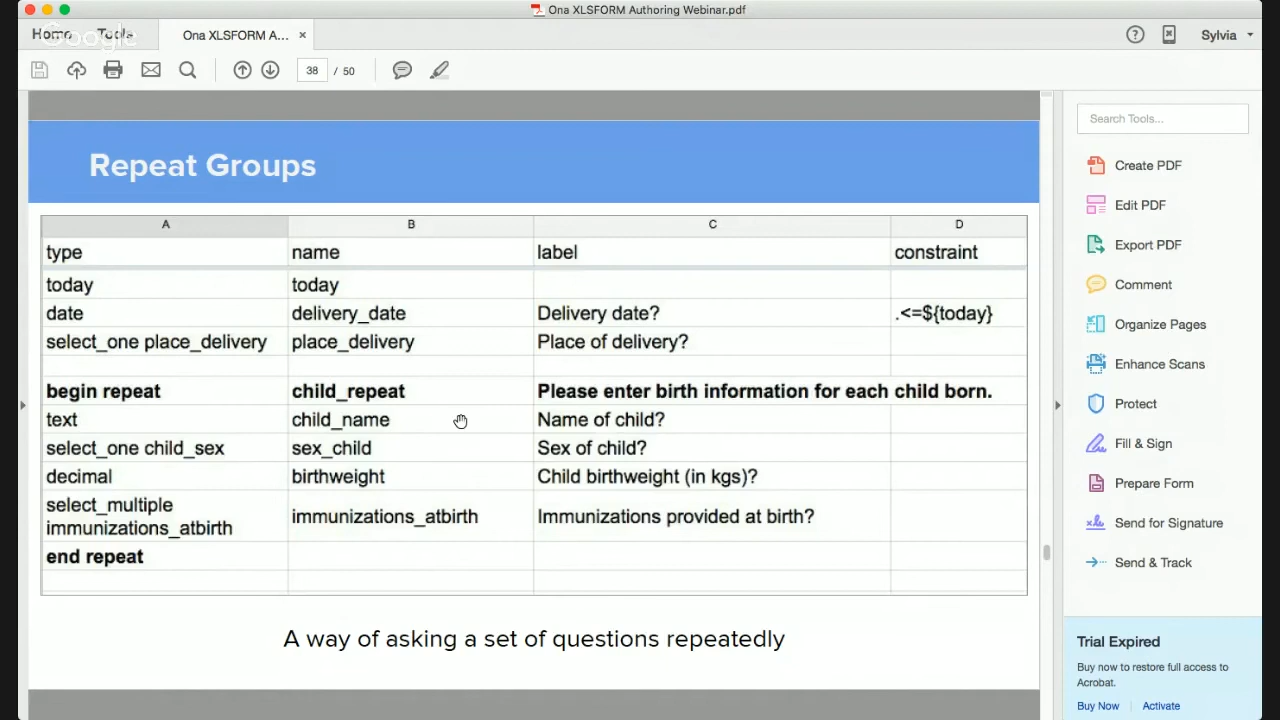 Ona XLSFORM Authoring Webinar.pdf
Home Tools Ona XLSFORM A... × Sylvia
Google
38 / 50
Search Tools...
Repeat Groups
A B C D
type name label constraint
today today
date delivery_date Delivery date? .<=${today}
select_one place_delivery place_delivery Place of delivery?
begin repeat child_repeat Please enter birth information for each child born.
text child_name Name of child?
select_one child_sex sex_child Sex of child?
decimal birthweight Child birthweight (in kgs)?
select_multiple
immunizations_atbirth immunizations_atbirth Immunizations provided at birth?
end repeat
A way of asking a set of questions repeatedly
Create PDF
Edit PDF
Export PDF
Comment
Organize Pages
Enhance Scans
Protect
Fill & Sign
Prepare Form
Send for Signature
Send & Track
Trial Expired
Buy now to restore full access to
Acrobat.
Buy Now Activate